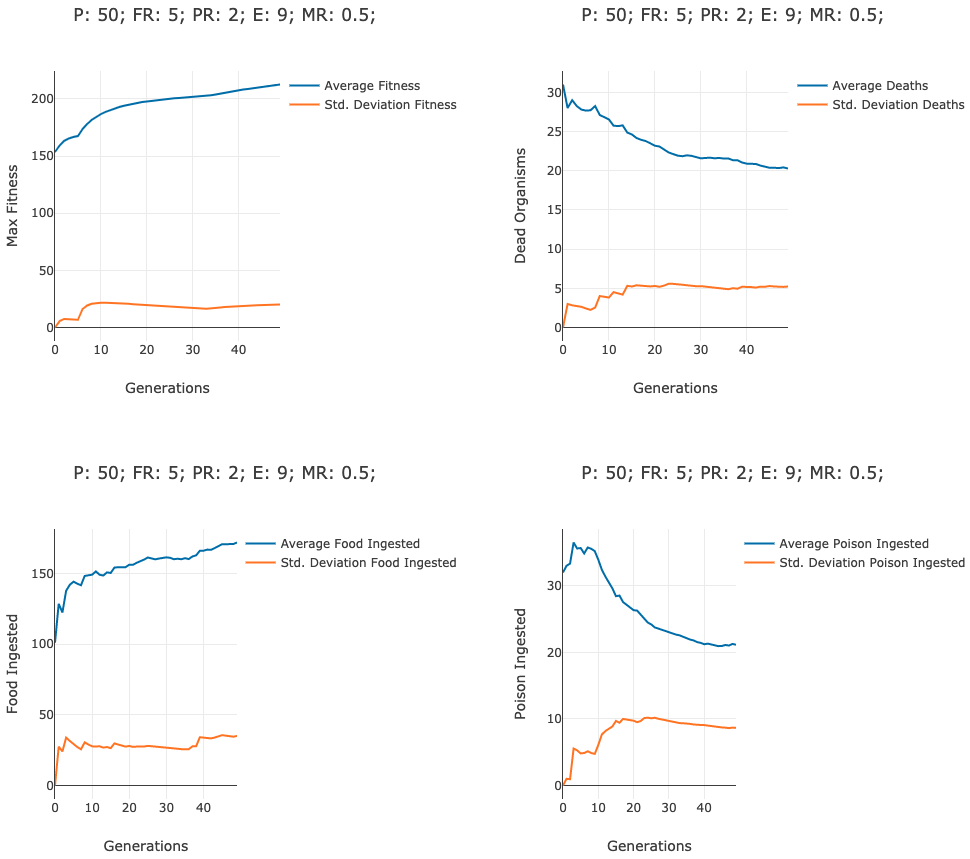 P: 50; FR: 5; PR: 2; E: 9; MR: 0.5;
Average Fitness
Std. Deviation Fitness
200
150
100
50
0
0 10 20 30 40
Max Fitness
Generations
P: 50; FR: 5; PR: 2; E: 9; MR: 0.5;
Average Deaths
Std. Deviation Deaths
30
25
20
15
10
5
0
0 10 20 30 40
Dead Organisms
Generations
P: 50; FR: 5; PR: 2; E: 9; MR: 0.5;
Average Food Ingested
Std. Deviation Food Ingested
150
100
50
0
0 10 20 30 40
Food Ingested
Generations
P: 50; FR: 5; PR: 2; E: 9; MR: 0.5;
Average Poison Ingested
Std. Deviation Poison Ingested
30
20
10
0
0 10 20 30 40
Poison Ingested
Generations